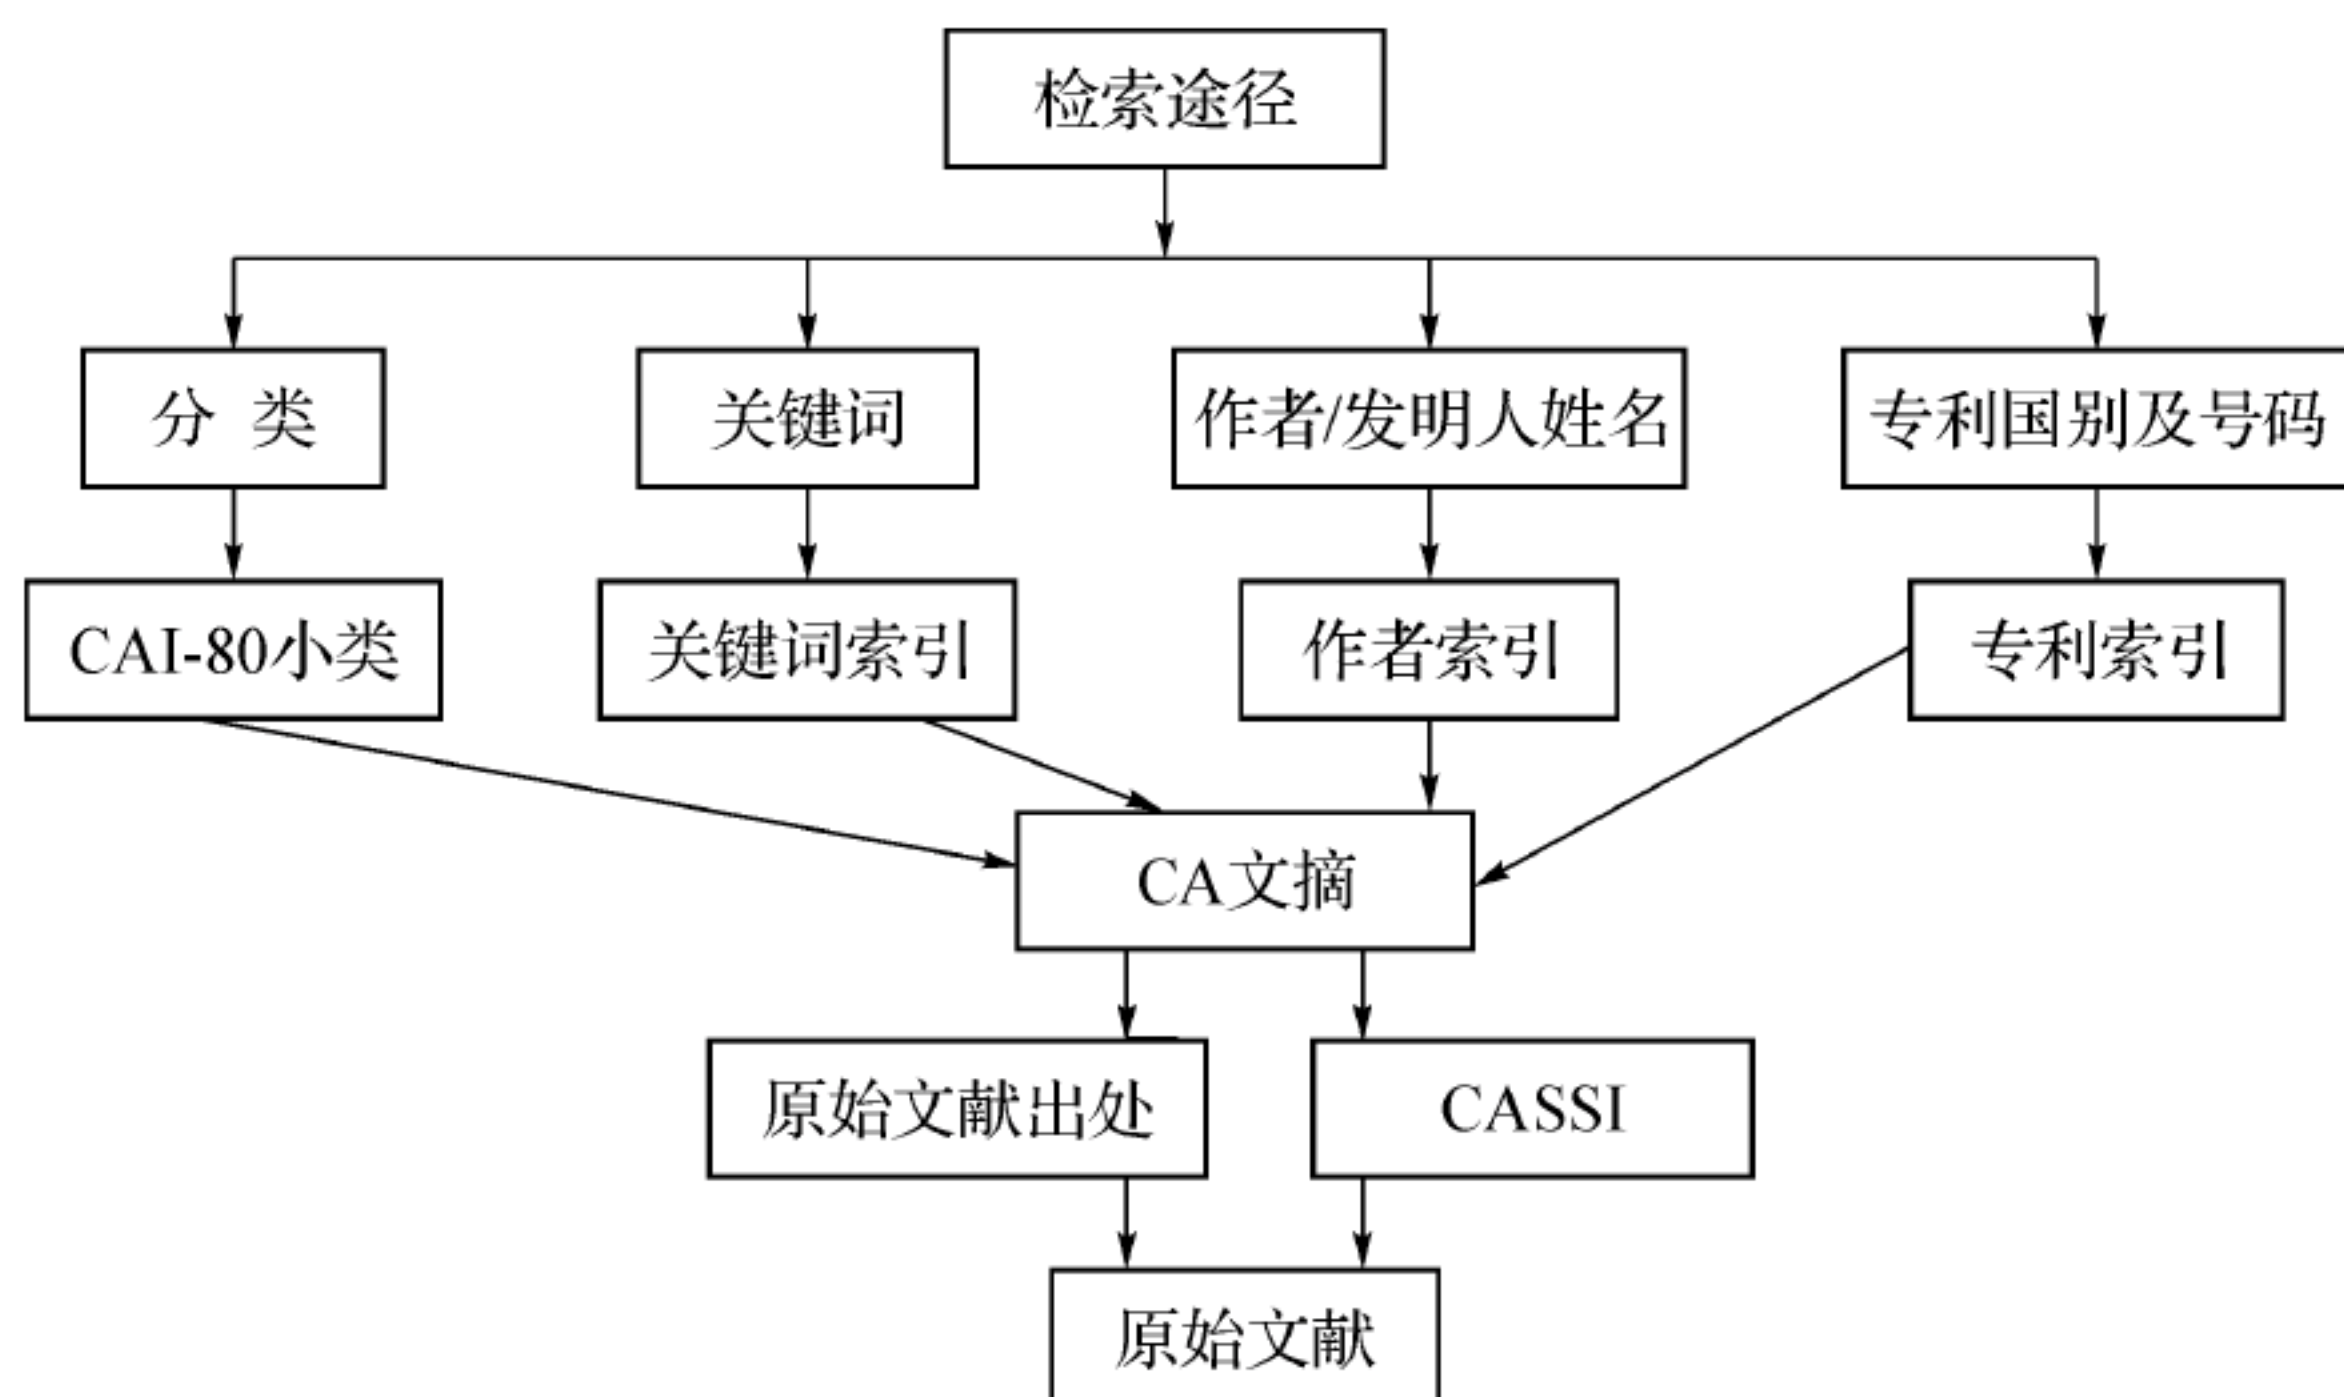 检索途径
分 类
关键词
作者/发明人姓名
专利国别及号码
CAI-80小类
关键词索引
作者索引
专利索引
CA文摘
原始文献出处
CASSI
原始文献